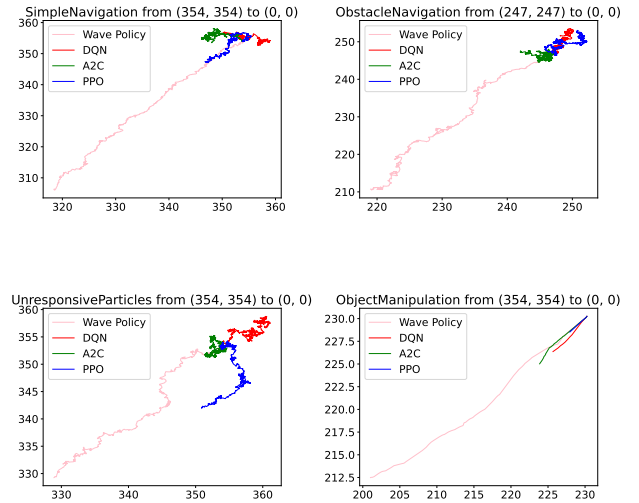 SimpleNavigation from (354, 354) to (0, 0)
360
350
340
330
320
310
320
330
340
350
360
Wave Policy
DQN
A2C
PPO
ObstacleNavigation from (247, 247) to (0, 0)
250
240
230
220
210
220
230
240
250
Wave Policy
DQN
A2C
PPO
UnresponsiveParticles from (354, 354) to (0, 0)
360
355
350
345
340
335
330
330
340
350
360
Wave Policy
DQN
A2C
PPO
ObjectManipulation from (354, 354) to (0, 0)
230.0
227.5
225.0
222.5
220.0
217.5
215.0
212.5
200
205
210
215
220
225
230
Wave Policy
DQN
A2C
PPO